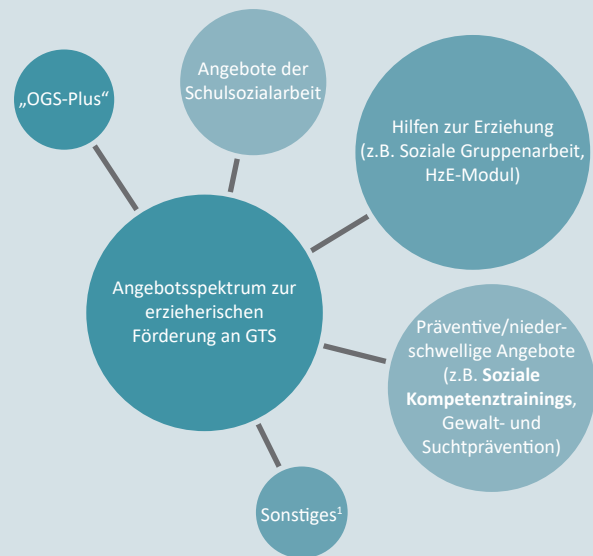 „OGS-Plus“
Angebote der
Schulsozialarbeit
Hilfen zur Erziehung
(z.B. Soziale Gruppenarbeit,
HzE-Modul)
Angebotsspektrum zur
erzieherischen
Förderung an GTS
Präventive/nieder-
schwellige Angebote
(z.B. Soziale
Kompetenztrainings,
Gewalt- und
Suchtprävention)
Sonstiges¹